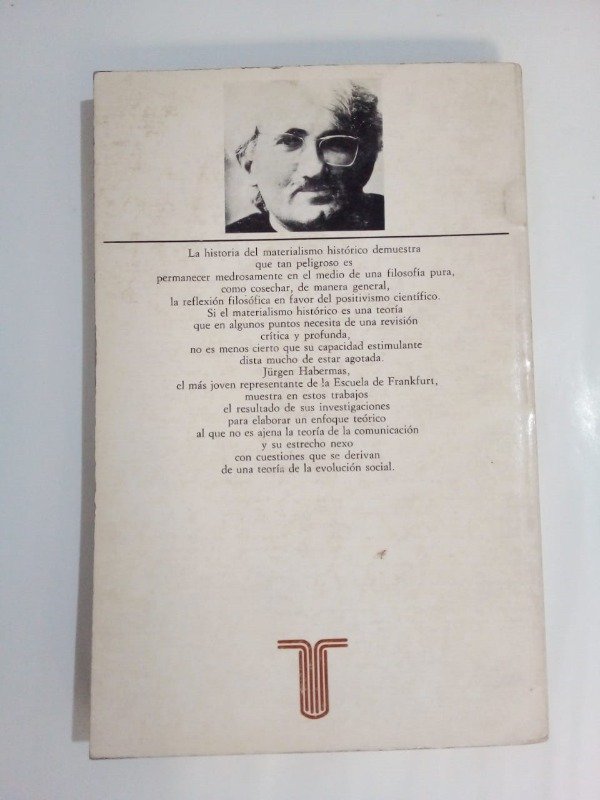 La historia del materialismo histórico demuestra
que tan peligroso es
permanecer medrosamente en el medio de una filosofía pura,
como cosechar, de manera general,
la reflexión filosófica en favor del positivismo científico.
Si el materialismo histórico es una teoría
que en algunos puntos necesita de una revisión
crítica y profunda,
no es menos cierto que su capacidad estimulante
dista mucho de estar agotada.
Jürgen Habermas,
el más joven representante de la Escuela de Frankfurt,
muestra en estos trabajos
el resultado de sus investigaciones
para elaborar un enfoque teórico
al que no es ajena la teoría de la comunicación
y su estrecho nexo
con cuestiones que se derivan
de una teoría de la evolución social.